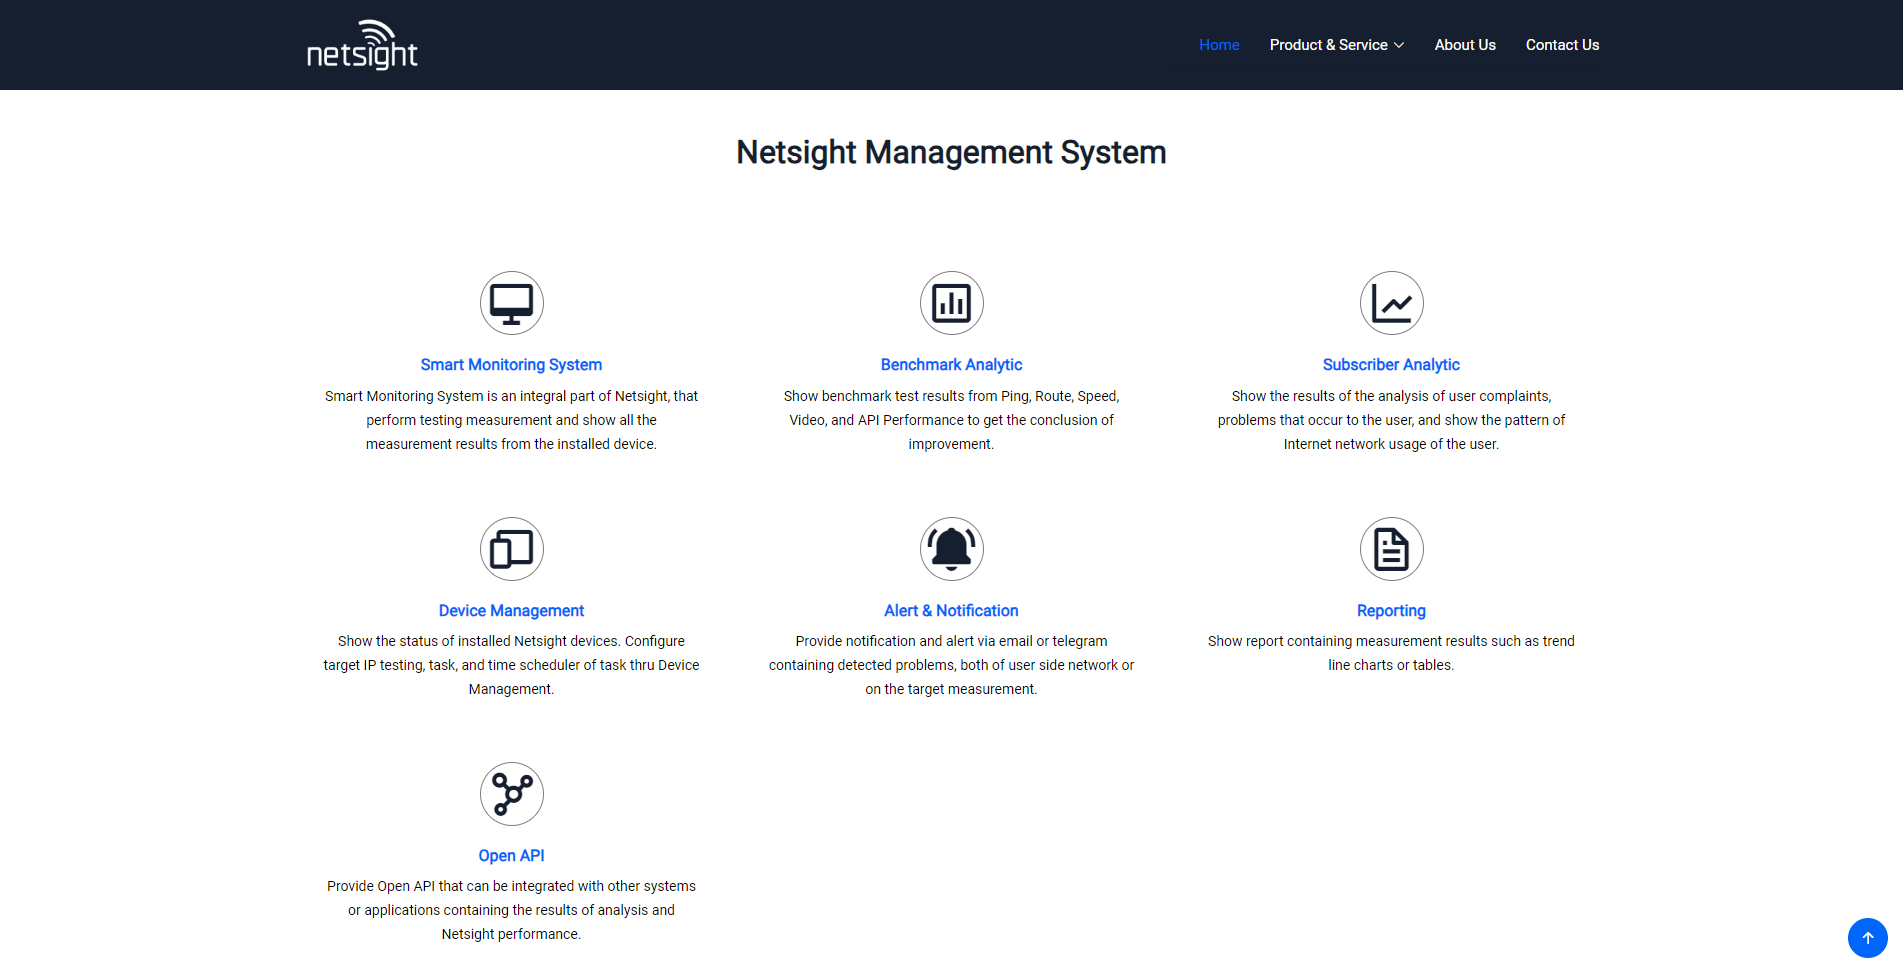 netsight
Home
Product & Service
About Us
Contact Us
Netsight Management System
Smart Monitoring System
Smart Monitoring System is an integral part of Netsight, that
perform testing measurement and show all the
measurement results from the installed device.
Benchmark Analytic
Show benchmark test results from Ping, Route, Speed,
Video, and API Performance to get the conclusion of
improvement.
Subscriber Analytic
Show the results of the analysis of user complaints,
problems that occur to the user, and show the pattern of
Internet network usage of the user.
Device Management
Show the status of installed Netsight devices. Configure
target IP testing, task, and time scheduler of task thru Device
Management.
Alert & Notification
Provide notification and alert via email or telegram
containing detected problems, both of user side network or
on the target measurement.
Reporting
Show report containing measurement results such as trend
line charts or tables.
Open API
Provide Open API that can be integrated with other systems
or applications containing the results of analysis and
Netsight performance.